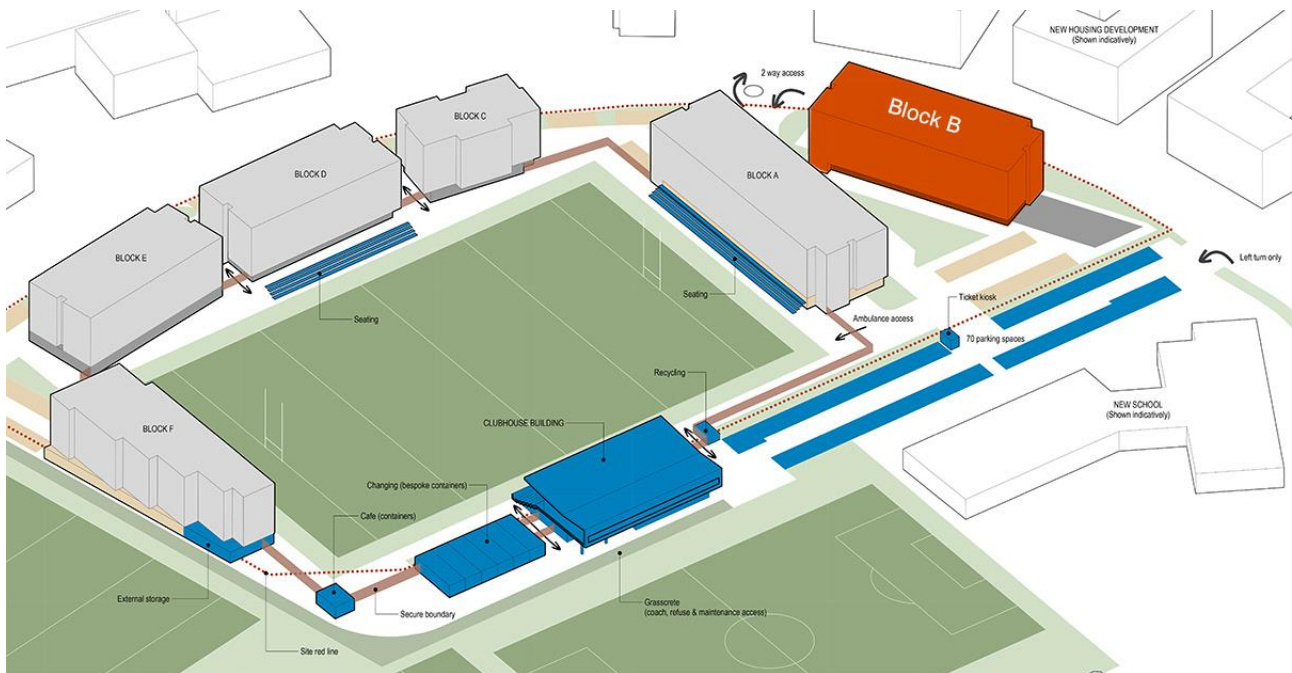 NEW HOUSING DEVELOPMENT
(Shown indicatively)
2 way access
Block B
BLOCK C
BLOCK D
BLOCK A
BLOCK E
Left turn only
Seating
Ticket kiosk
Seating
Ambulance access
70 parking spaces
Recycling
NEW SCHOOL
(Shown indicatively)
CLUBHOUSE BUILDING
BLOCK F
Changing (bespoke containers)
Cafe (containers)
External storage
Secure boundary
Grasscrete
(coach, refuse & maintenance access)
Site red line